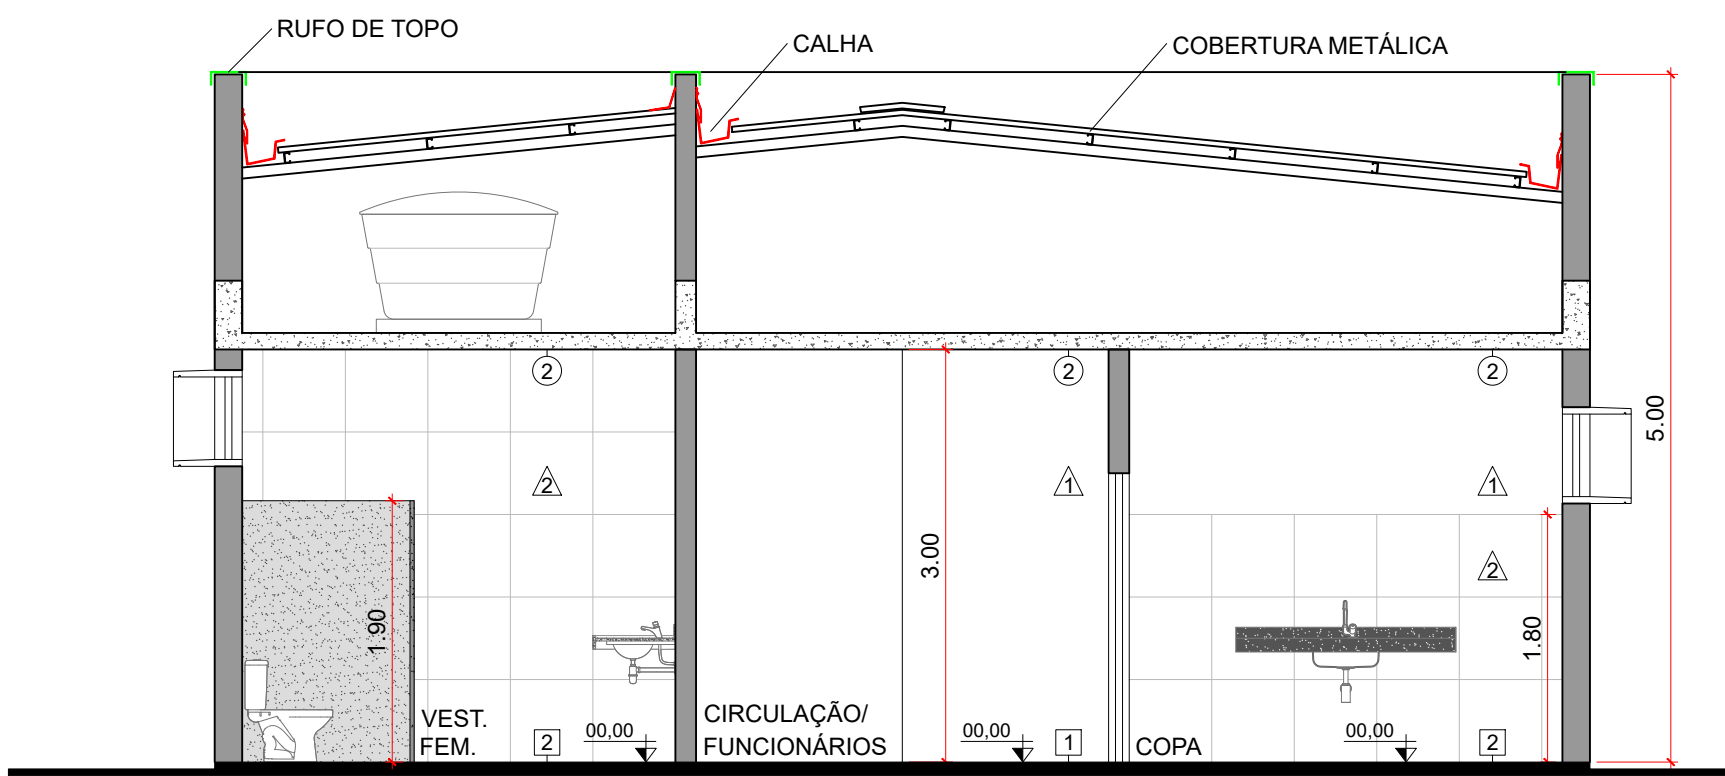 RUFO DE TOPO
CALHA
COBERTURA METÁLICA
2
2
2
5.00
2
1
1
3.00
2
1.90
1.80
VEST.
FEM.
2
00,00
CIRCULAÇÃO/
FUNCIONÁRIOS
00,00
1
COPA
00,00
2